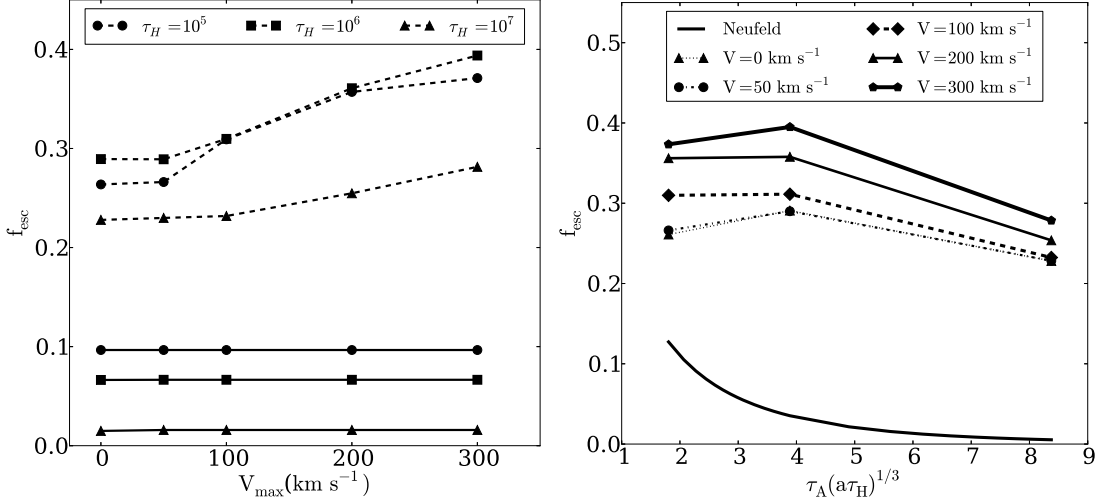 τ_H =10^5 τ_H =10^6 τ_H =10^7
0.4
0.3
0.2
0.1
0.0
f_esc
0 100 200 300
V_max(km s^−1)
Neufeld
V=0 km s^−1
V=50 km s^−1
V=100 km s^−1
V=200 km s^−1
V=300 km s^−1
0.5
0.4
0.3
0.2
0.1
0.0
f_esc
1 2 3 4 5 6 7 8 9
τ_A(aτ_H)^1/3